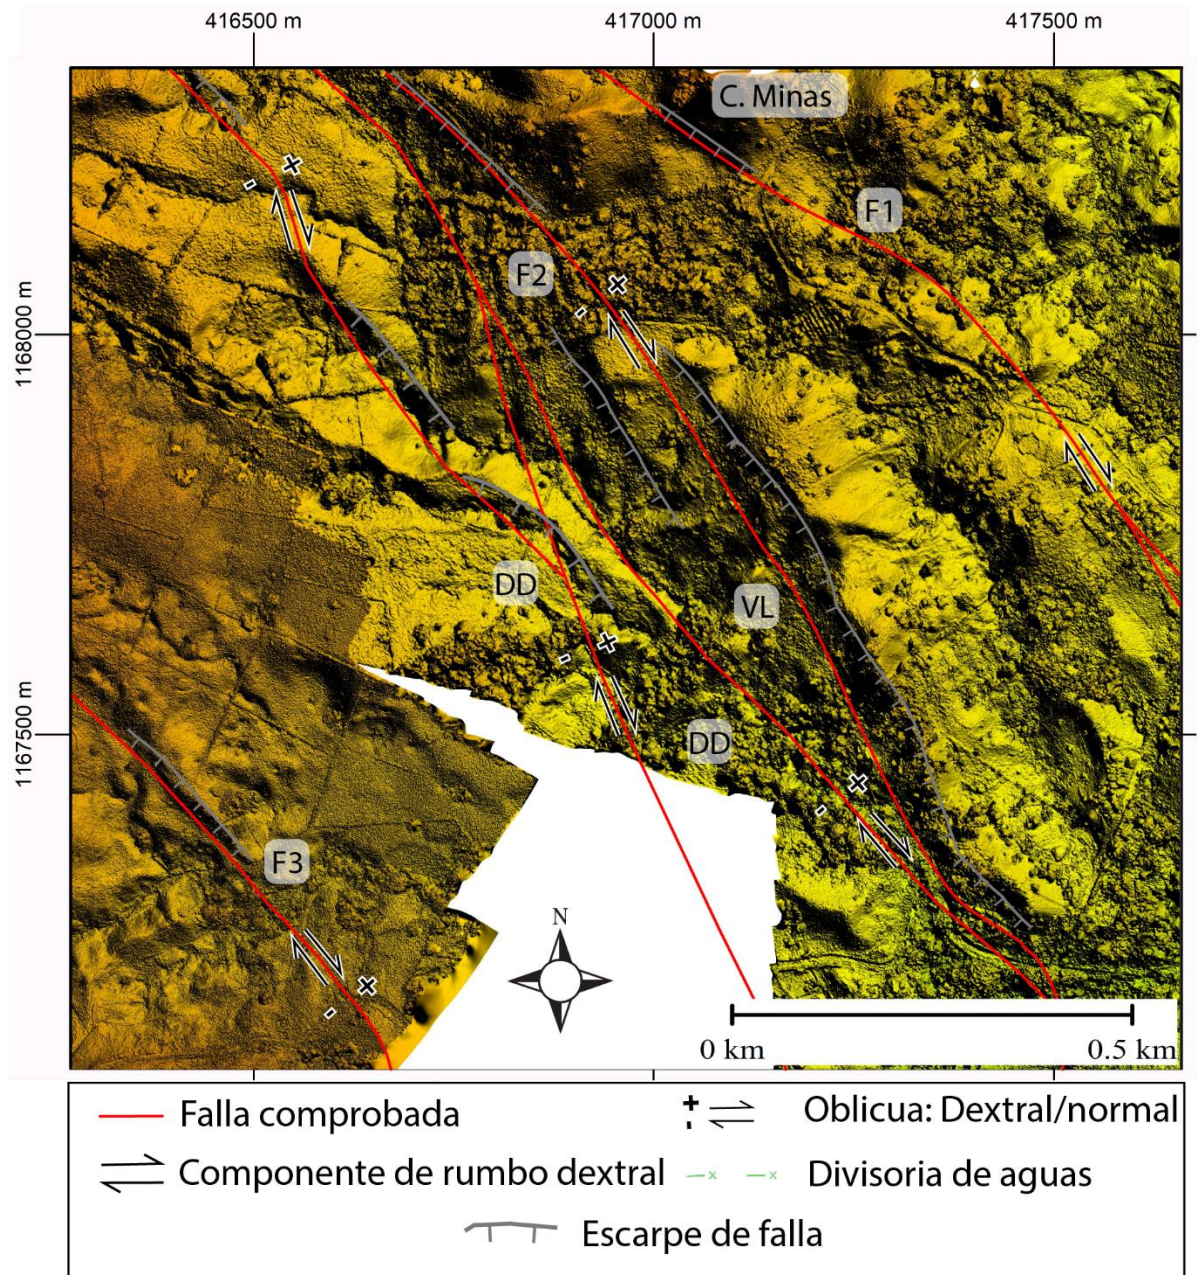 416500 m
417000 m
417500 m
C. Minas
F1
F2
1168000 m
DD
VL
DD
1167500 m
F3
N
0 km
0.5 km
Falla comprobada
Oblicua: Dextral/normal
Componente de rumbo dextral
Divisoria de aguas
Escarpe de falla